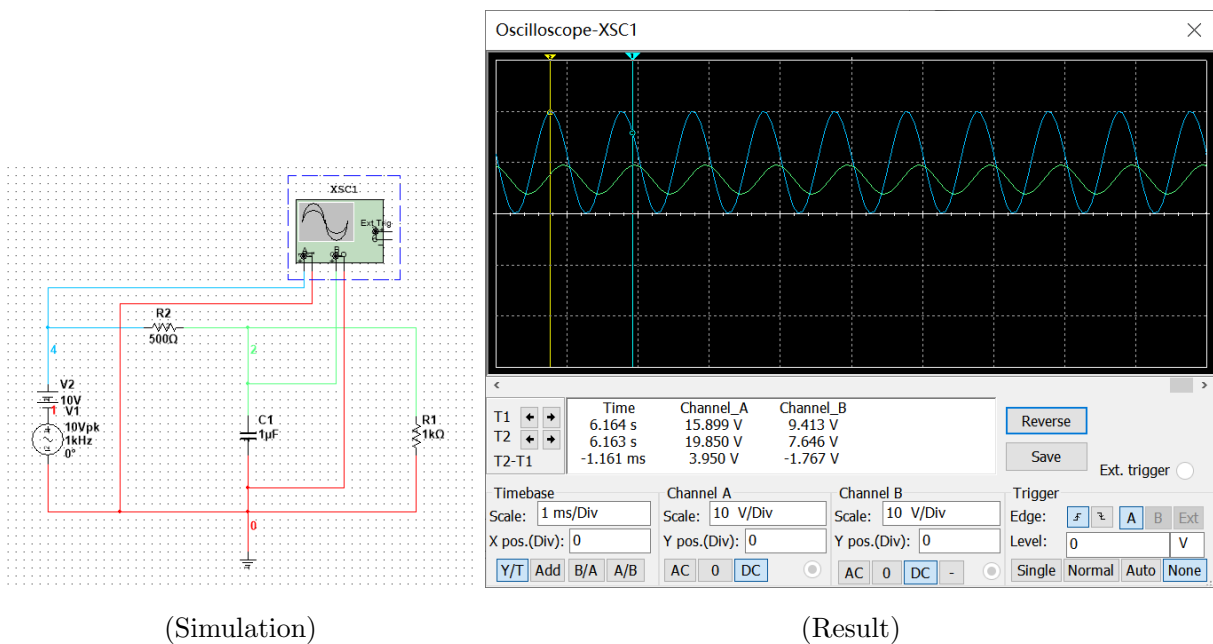 Oscilloscope-XSC1
XSC1
Ext Trig
A
B
R2
500Ω
4
2
V2
10V
1
V1
10Vpk
1kHz
0°
C1
1µF
R1
1kΩ
0
2
1
Time Channel_A Channel_B
T1 6.164 s 15.899 V 9.413 V
T2 6.163 s 19.850 V 7.646 V
T2-T1 -1.161 ms 3.950 V -1.767 V
Reverse
Save
Ext. trigger
Timebase Channel A Channel B Trigger
Scale: 1 ms/Div Scale: 10 V/Div Scale: 10 V/Div Edge: A B Ext
X pos.(Div): 0 Y pos.(Div): 0 Y pos.(Div): 0 Level: 0 V
Y/T Add B/A A/B AC 0 DC AC 0 DC - Single Normal Auto None
(Simulation) (Result)